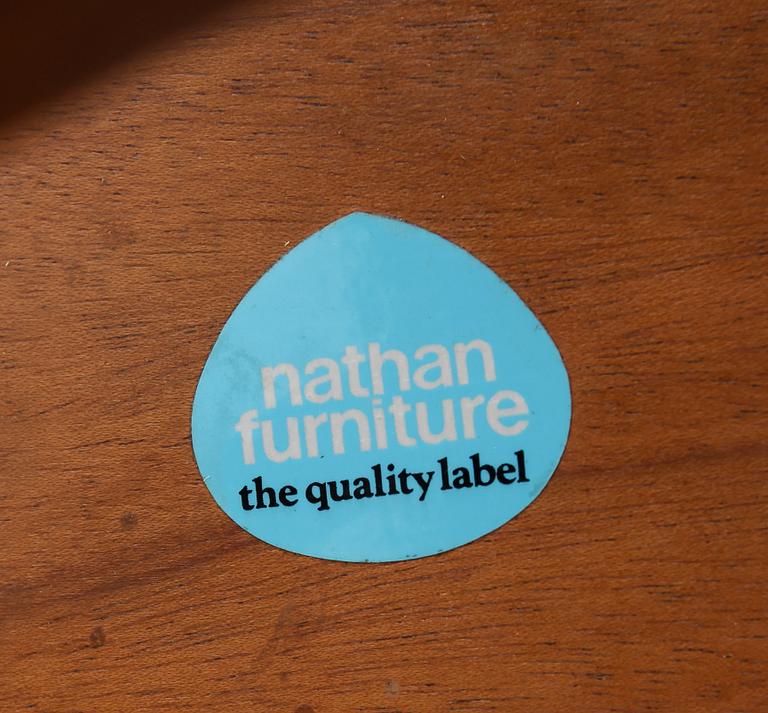 nathan
furniture
the quality label